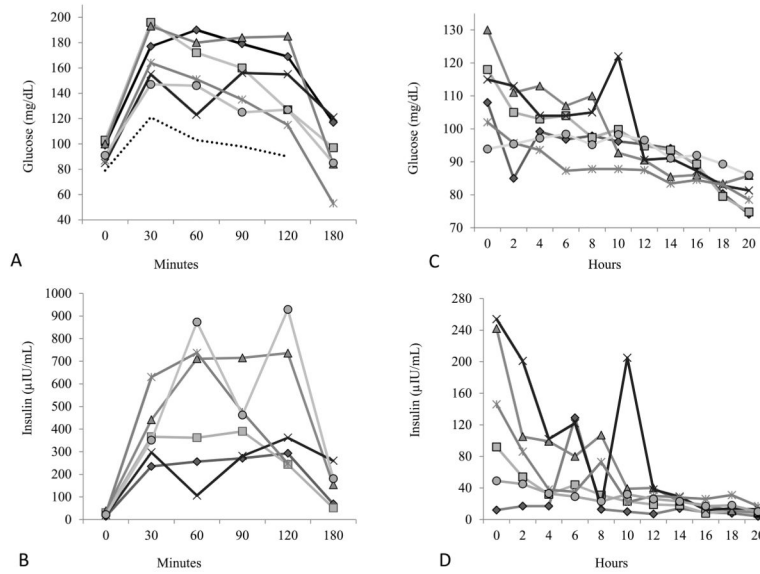 200
180
160
140
120
100
80
60
40
Glucose (mg/dL)
0 30 60 90 120 180
Minutes
A
130
120
110
100
90
80
70
Glucose (mg/dL)
0 2 4 6 8 10 12 14 16 18 20
Hours
C
1000
900
800
700
600
500
400
300
200
100
0
Insulin (µIU/mL)
0 30 60 90 120 180
Minutes
B
280
240
200
160
120
80
40
0
Insulin (µIU/mL)
0 2 4 6 8 10 12 14 16 18 20
Hours
D